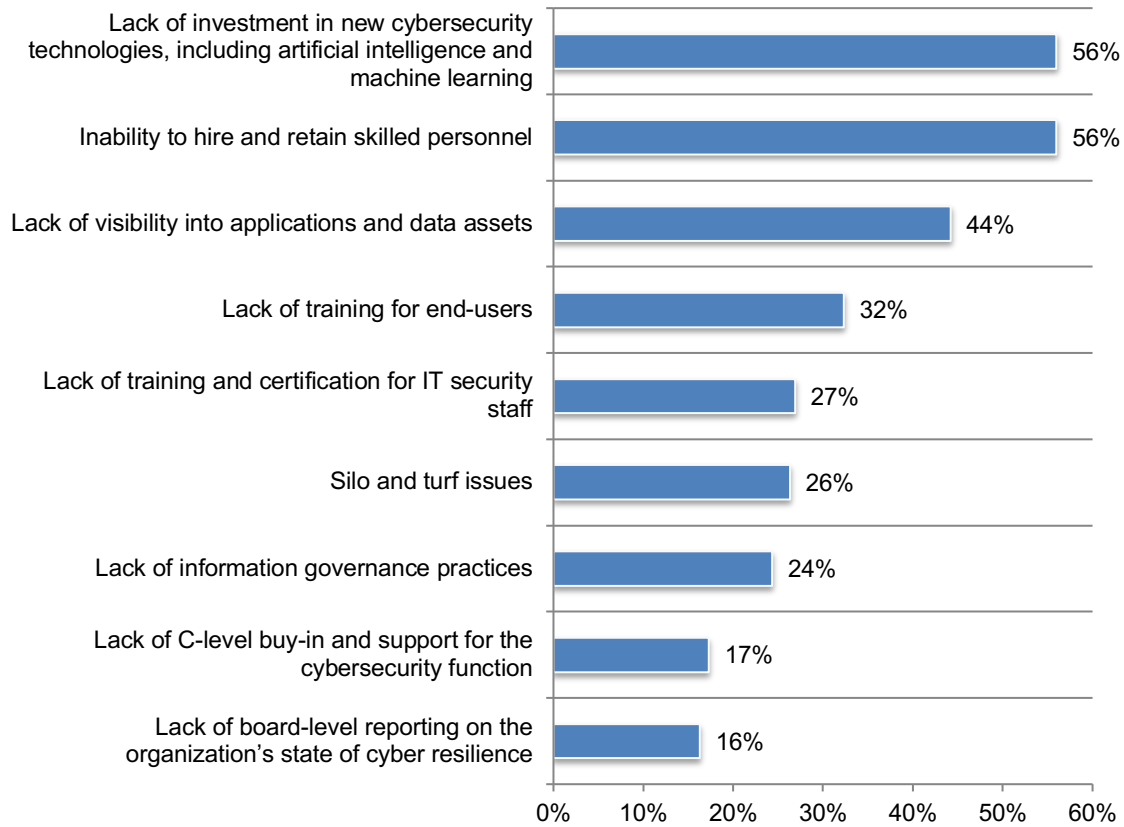 Lack of investment in new cybersecurity
technologies, including artificial intelligence and
machine learning
56%
Inability to hire and retain skilled personnel
56%
Lack of visibility into applications and data assets
44%
Lack of training for end-users
32%
Lack of training and certification for IT security
staff
27%
Silo and turf issues
26%
Lack of information governance practices
24%
Lack of C-level buy-in and support for the
cybersecurity function
17%
Lack of board-level reporting on the
organization’s state of cyber resilience
16%
0% 10% 20% 30% 40% 50% 60%